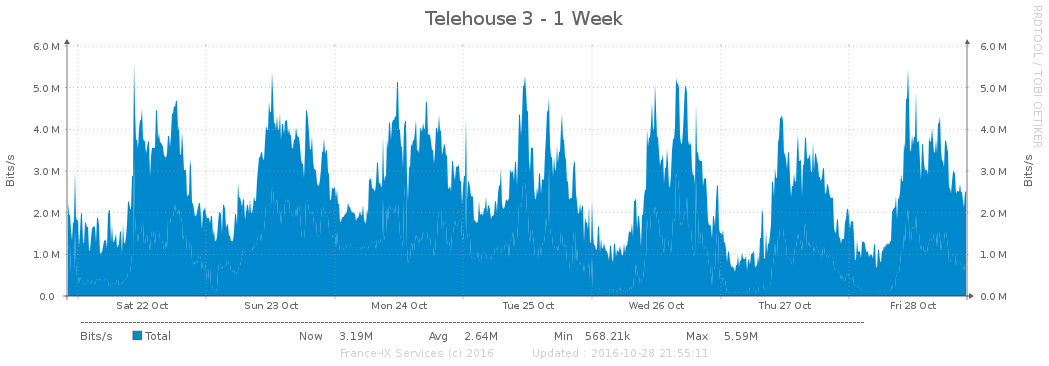 Telehouse 3 - 1 Week
RRDTOOL / TOBI OETIKER
6.0 M 6.0 M
5.0 M 5.0 M
4.0 M 4.0 M
3.0 M 3.0 M
2.0 M 2.0 M
1.0 M 1.0 M
0.0 0.0 M
Bits/s
Bits/s
Sat 22 Oct Sun 23 Oct Mon 24 Oct Tue 25 Oct Wed 26 Oct Thu 27 Oct Fri 28 Oct
Bits/s Total Now 3.19M Avg 2.64M Min 568.21k Max 5.59M
France-IX Services (c) 2016 Updated : 2016-10-28 21:55:11